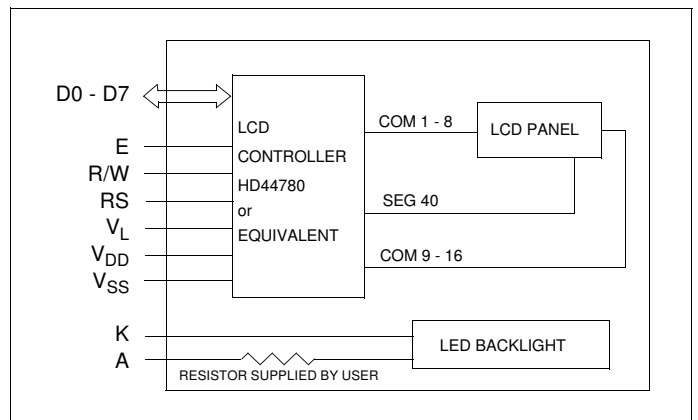 D0 - D7
E
R/W
RS
VL
VDD
VSS
K
A
LCD
CONTROLLER
HD44780
or
EQUIVALENT
COM 1 - 8
LCD PANEL
SEG 40
COM 9 - 16
LED BACKLIGHT
RESISTOR SUPPLIED BY USER